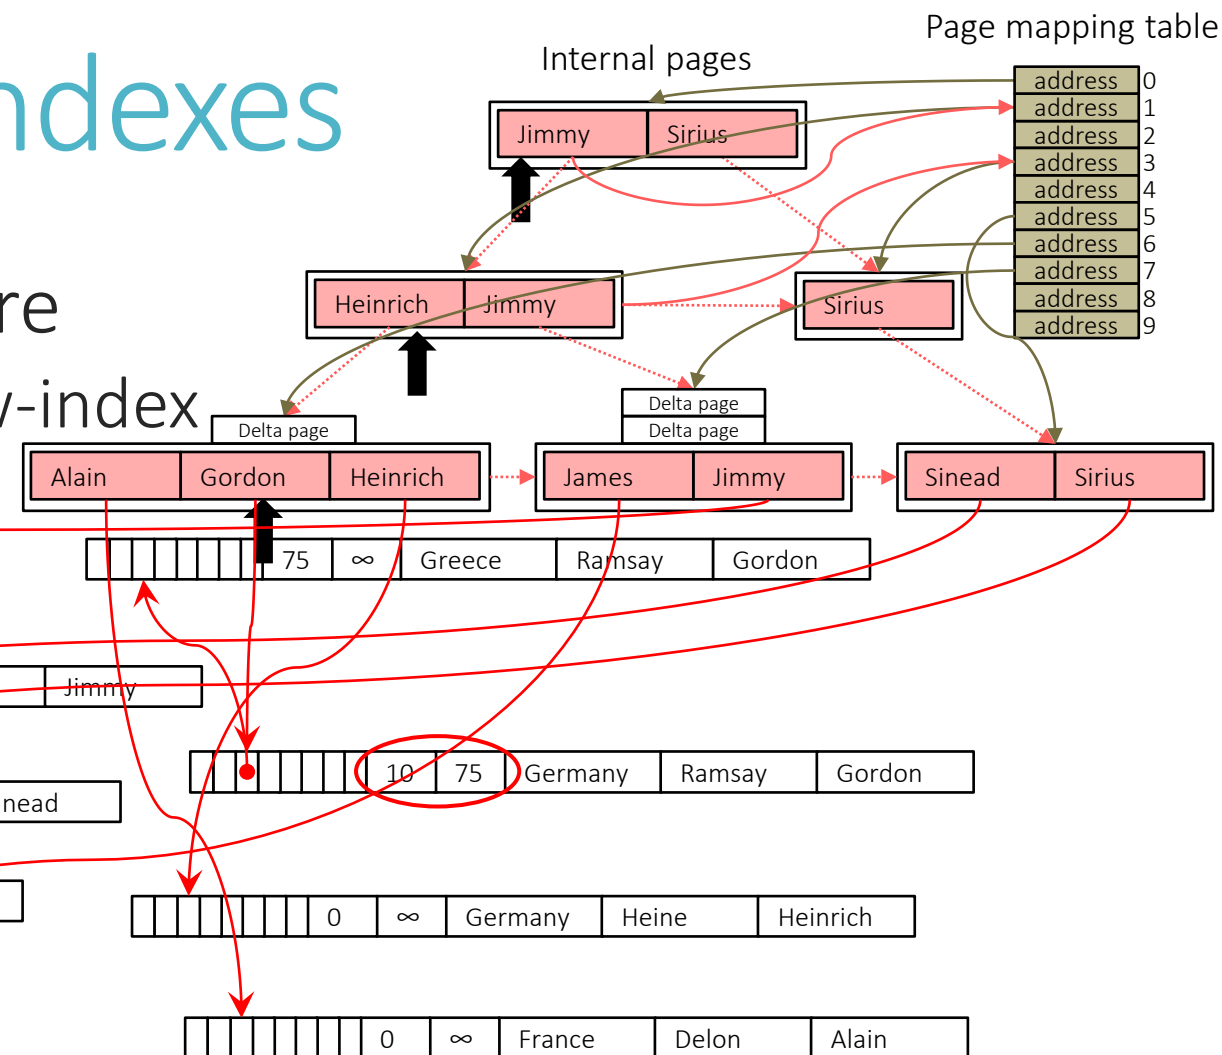 Page mapping table
Internal pages
ndexes
address 0
address 1
address 2
address 3
address 4
address 5
address 6
address 7
address 8
address 9
Jimmy Sirius
re
Heinrich Jimmy
Sirius
w-index
Delta page
Delta page
Delta page
Alain Gordon Heinrich
James Jimmy
Sinead Sirius
75 ∞ Greece Ramsay Gordon
Jimmy
10 75 Germany Ramsay Gordon
nead
0 ∞ Germany Heine Heinrich
0 ∞ France Delon Alain